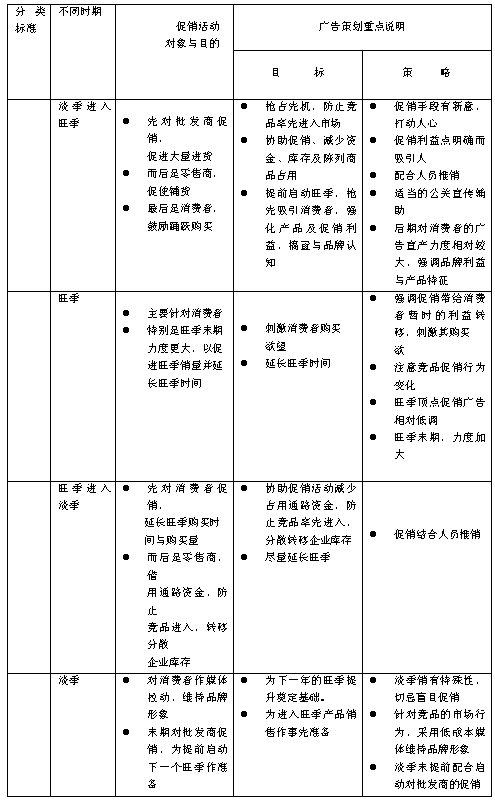 分 类
标准
不同时期
促销活动
对象与目的
广告策划重点说明
目 标
策 略
淡季进入
旺季
● 先对批发商促
销,
促进大量进货
● 而后是零售商,
促使铺货
● 最后是消费者,
鼓励踊跃购买
● 抢占先机,防止竞
品率先进入市场
● 协助促销、减少资
金、库存及陈列商
品占用
● 提前启动旺季,抢
先吸引消费者,强
化产品及促销利
益,提示与品牌认
知
● 促销手段有新意,
打动人心
● 促销利益点明确而
吸引人
● 配合人员推销
● 适当的公关宣传辅
助
● 后期对消费者的广
告宣产力度相对较
大,强调品牌利益
与产品特征
旺季
● 主要针对消费者
● 特别是旺季末期
力度更大,以促
进旺季销量并延
长旺季时间
● 刺激消费者购买
欲望
● 延长旺季时间
● 强调促销带给消费
者暂时的利益转
移,刺激其购买
欲
● 注意竞品促销行为
变化
● 旺季顶点促销广告
相对低调
● 旺季末期,力度加
大
旺季进入
淡季
● 先对消费者促
销,
延长旺季购买时
间与购买量
● 而后是零售商,
借
用通路资金,防
止
竞品进入,转移
分散
企业库存
● 协助促销活动减少
占用通路资金,防
止竞品率先进入,
分散转移企业库存
● 尽量延长旺季
● 促销结合人员推销
淡季
● 对消费者作媒体
拉动,维持品牌
形象
● 末期对批发商促
销,为提前启动
下一个旺季作准
备
● 为下一年的旺季提
升奠定基础。
● 为进入旺季产品销
售作事先准备
● 淡季销有特殊性,
切忌盲目促销
● 针对竞品的市场行
为,采用低成本媒
体维持品牌形象
● 淡季末提前配合启
动对批发商的促销